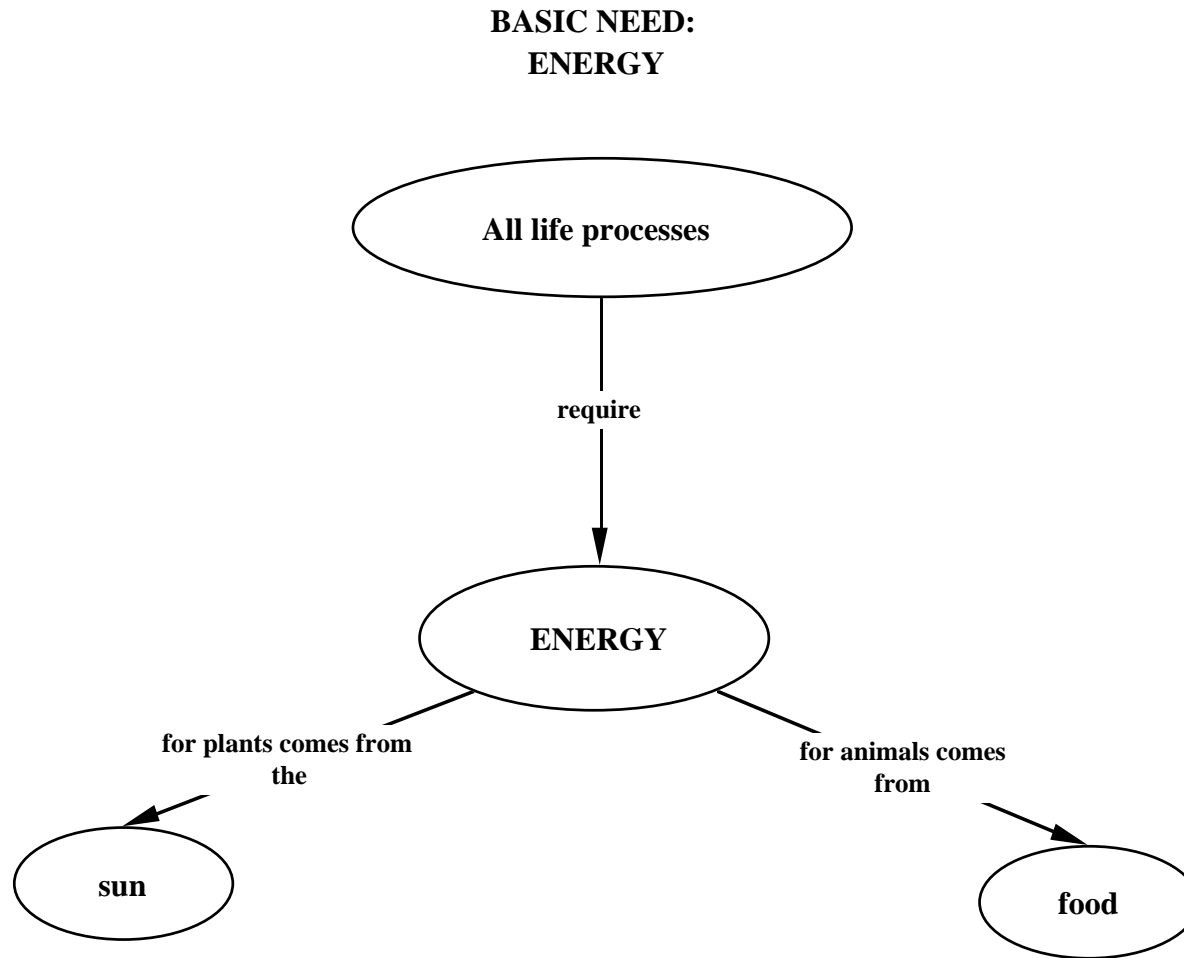 BASIC NEED:
ENERGY
All life processes
require
ENERGY
for plants comes from
the
for animals comes
from
sun
food